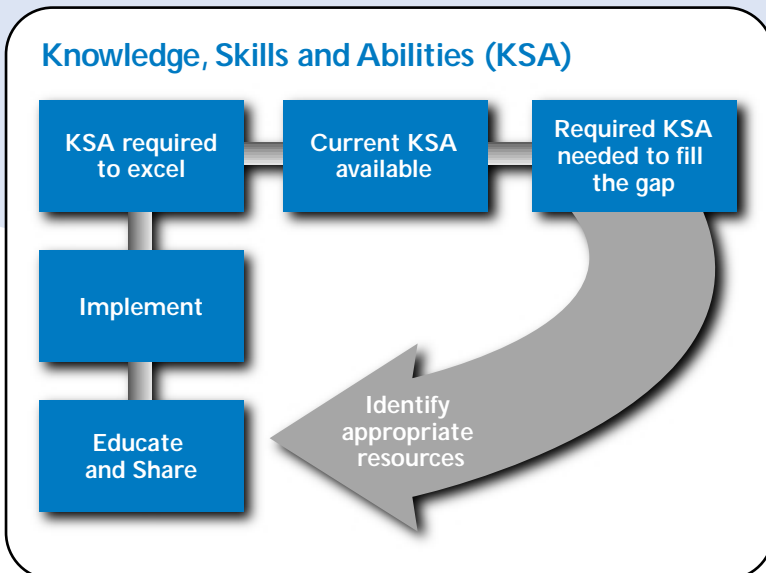 Knowledge, Skills and Abilities (KSA)
KSA required
to excel
Current KSA
available
Required KSA
needed to fill
the gap
Implement
Identify
appropriate
resources
Educate
and Share